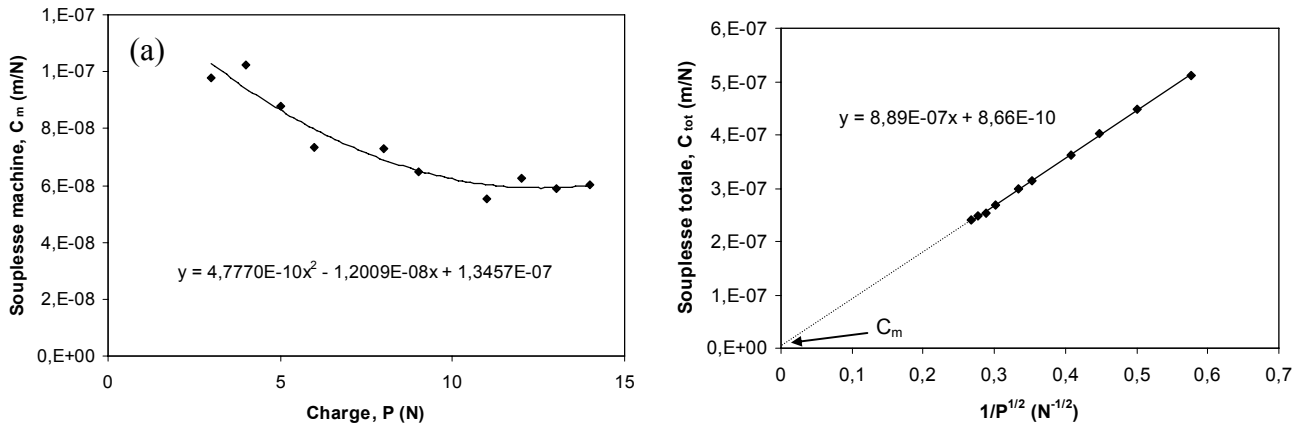 (a)
Souplesse machine, Cm (m/N)
1,E-07
1,E-07
8,E-08
6,E-08
4,E-08
2,E-08
0,E+00
y = 4,7770E-10x² - 1,2009E-08x + 1,3457E-07
0
5
10
15
Charge, P (N)
Souplesse totale, C tot (m/N)
6,E-07
5,E-07
4,E-07
3,E-07
2,E-07
1,E-07
0,E+00
y = 8,89E-07x + 8,66E-10
Cm
0
0,1
0,2
0,3
0,4
0,5
0,6
0,7
1/P^1/2 (N^-1/2)